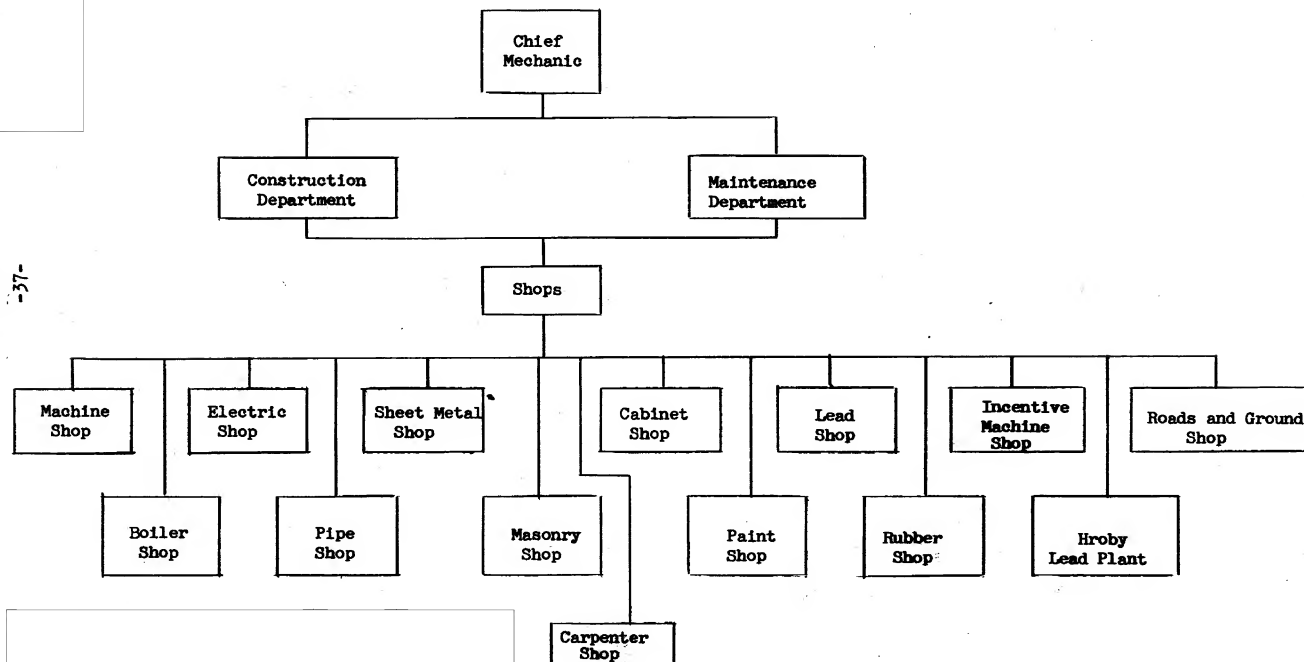 Chief
Mechanic
Construction
Department
Maintenance
Department
-37-
Shops
Machine
Shop
Electric
Shop
Sheet Metal
Shop
Cabinet
Shop
Lead
Shop
Incentive
Machine
Shop
Roads and Ground
Shop
Boiler
Shop
Pipe
Shop
Masonry
Shop
Paint
Shop
Rubber
Shop
Hroby
Lead Plant
Carpenter
Shop